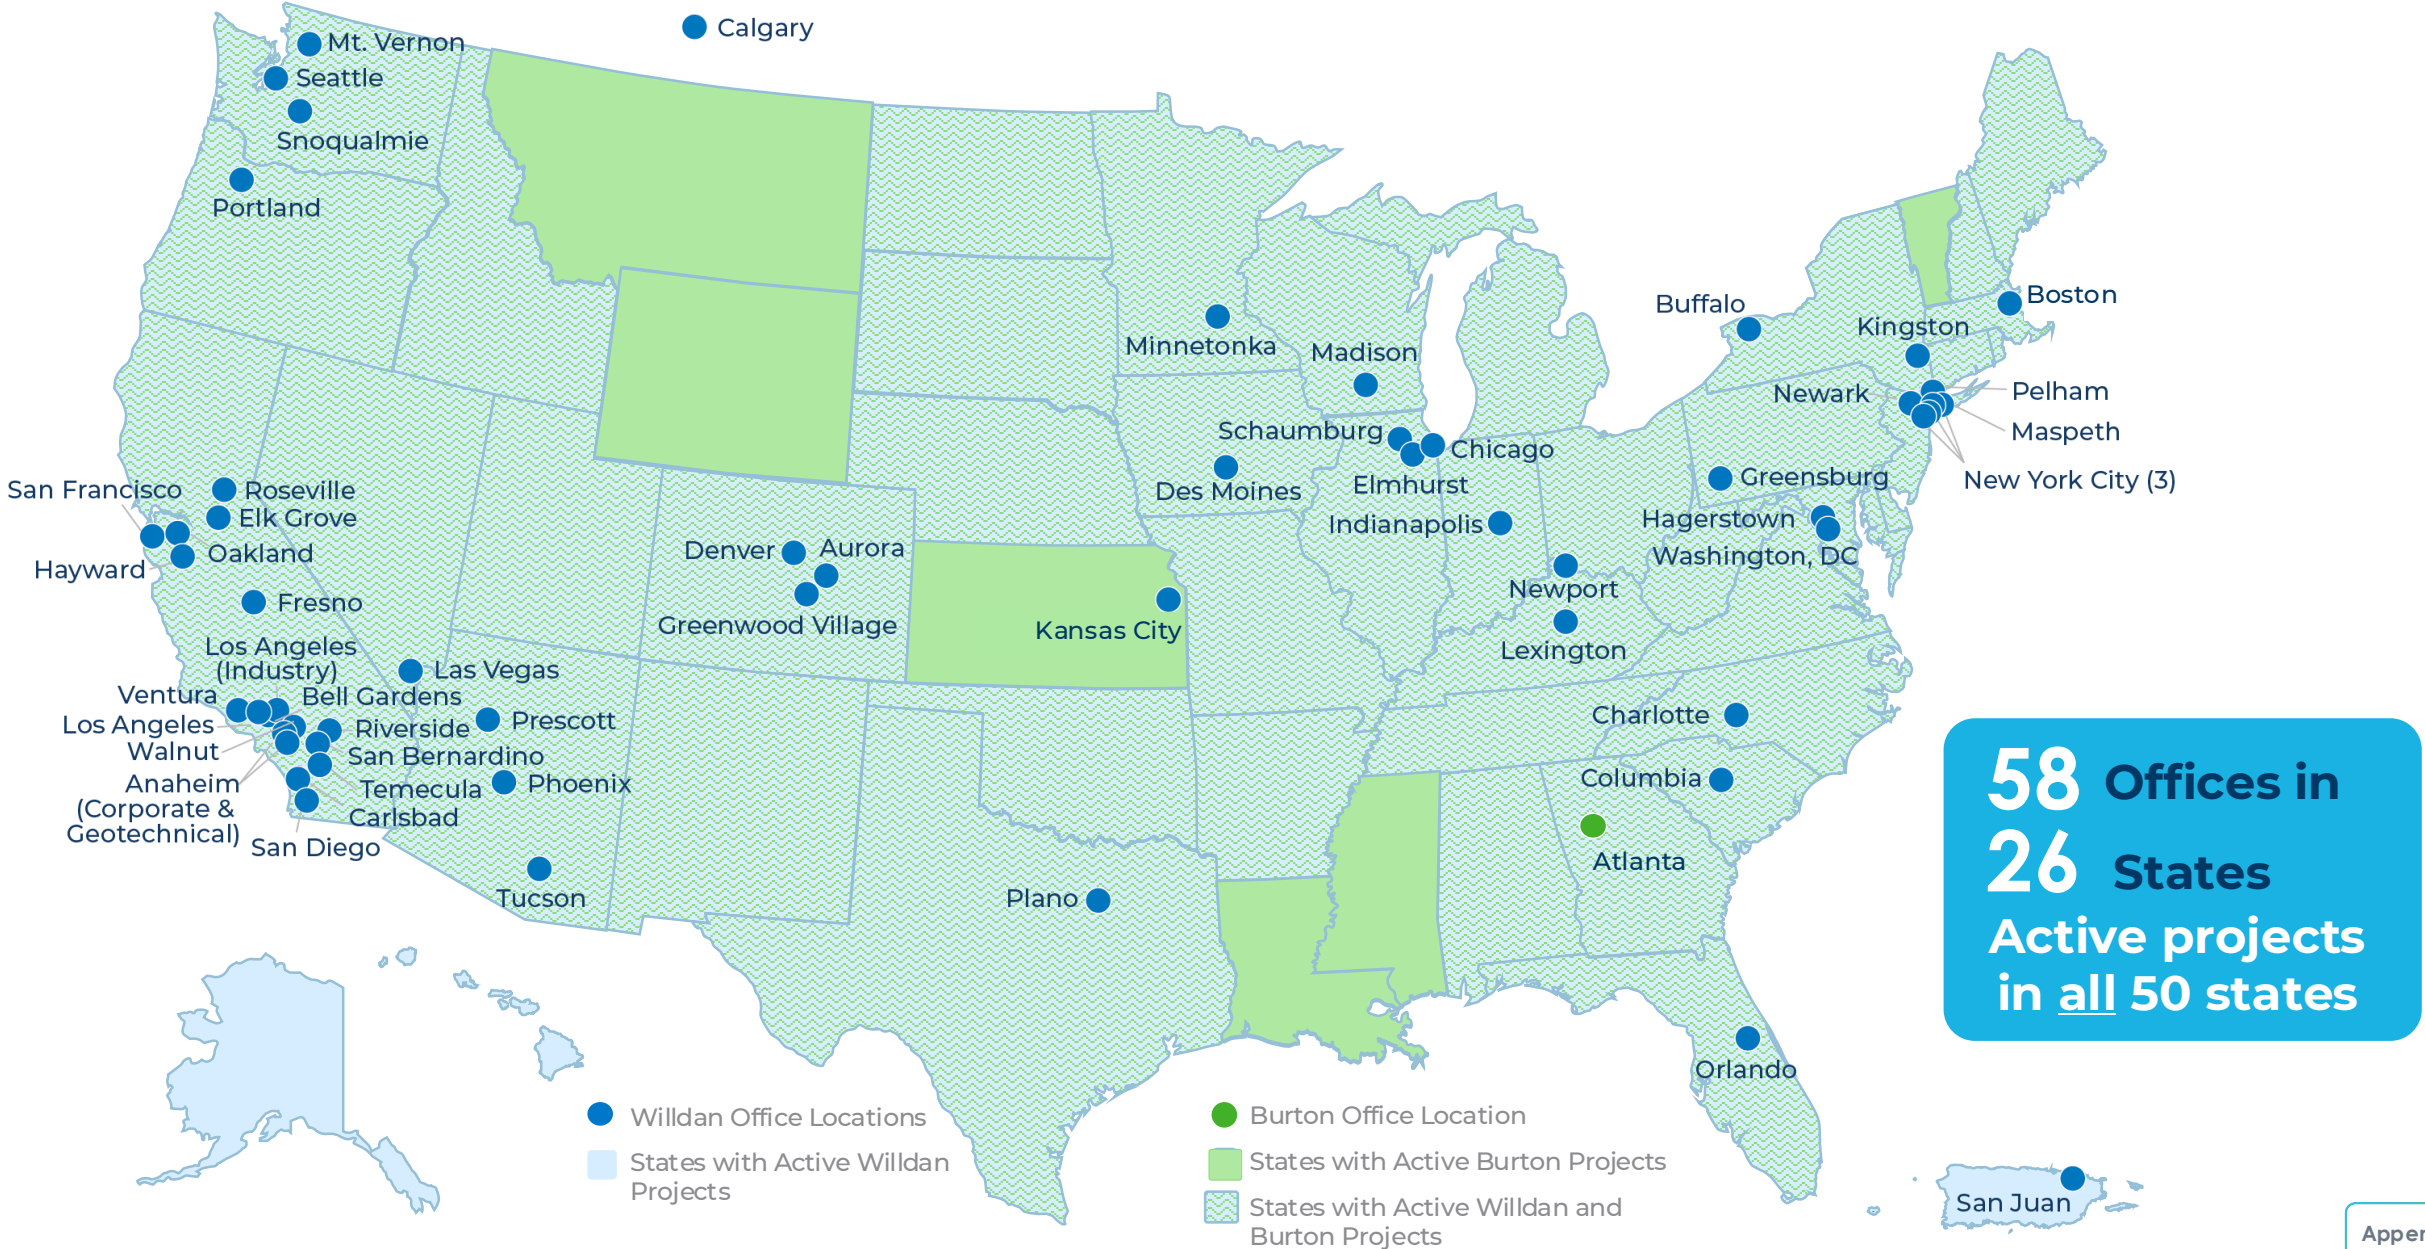 Calgary
Mt. Vernon
Seattle
Snoqualmie
Portland
Boston
Buffalo
Kingston
Minnetonka
Madison
Newark
Pelham
Maspeth
New York City (3)
Schaumburg
Chicago
Elmhurst
Des Moines
Greensburg
San Francisco
Roseville
Elk Grove
Oakland
Hayward
Indianapolis
Hagerstown
Washington, DC
Denver
Aurora
Greenwood Village
Newport
Lexington
Kansas City
Fresno
Los Angeles
(Industry)
Las Vegas
Ventura
Bell Gardens
Los Angeles
Riverside
Prescott
Walnut
San Bernardino
Anaheim
(Corporate &
Geotechnical)
Temecula
Phoenix
Carlsbad
San Diego
Tucson
Charlotte
Columbia
Atlanta
Plano
Orlando
San Juan
58 Offices in
26 States
Active projects
in all 50 states
Willdan Office Locations
States with Active Willdan
Projects
Burton Office Location
States with Active Burton Projects
States with Active Willdan and
Burton Projects